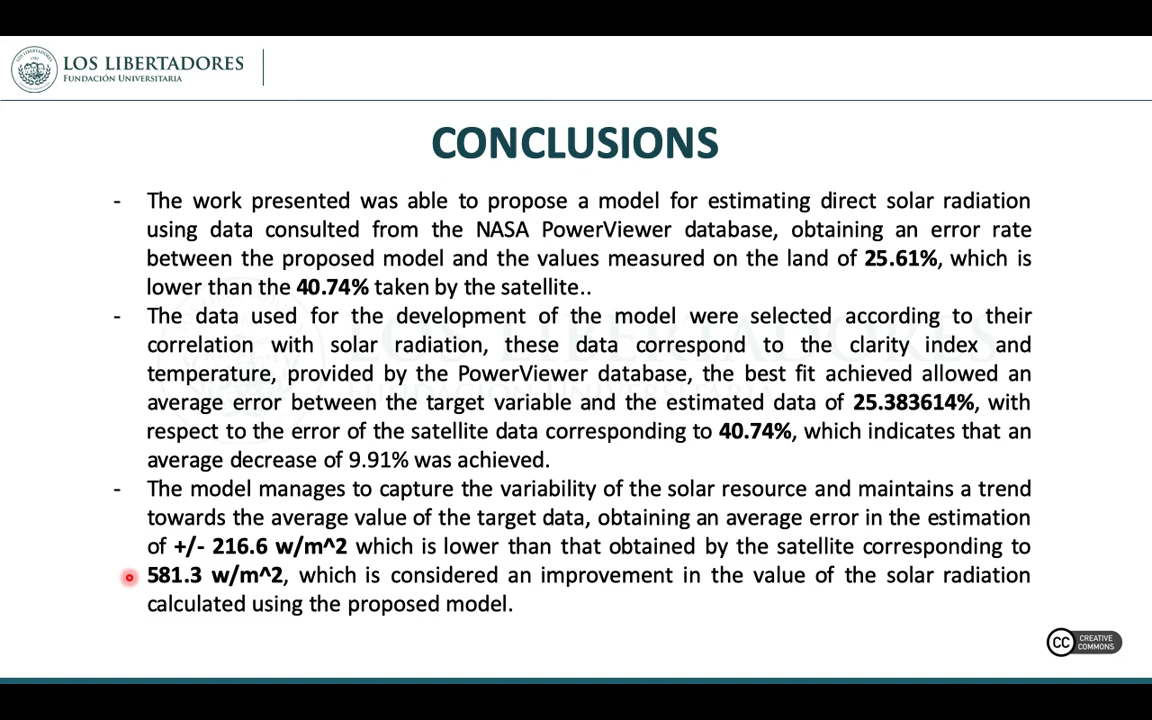 LOS LIBERTADORES
FUNDACIÓN UNIVERSITARIA
CONCLUSIONS
- The work presented was able to propose a model for estimating direct solar radiation
using data consulted from the NASA PowerViewer database, obtaining an error rate
between the proposed model and the values measured on the land of 25.61%, which is
lower than the 40.74% taken by the satellite..
- The data used for the development of the model were selected according to their
correlation with solar radiation, these data correspond to the clarity index and
temperature, provided by the PowerViewer database, the best fit achieved allowed an
average error between the target variable and the estimated data of 25.383614%, with
respect to the error of the satellite data corresponding to 40.74%, which indicates that an
average decrease of 9.91% was achieved.
- The model manages to capture the variability of the solar resource and maintains a trend
towards the average value of the target data, obtaining an average error in the estimation
of +/- 216.6 w/m^2 which is lower than that obtained by the satellite corresponding to
581.3 w/m^2, which is considered an improvement in the value of the solar radiation
calculated using the proposed model.
CC CREATIVE
COMMONS